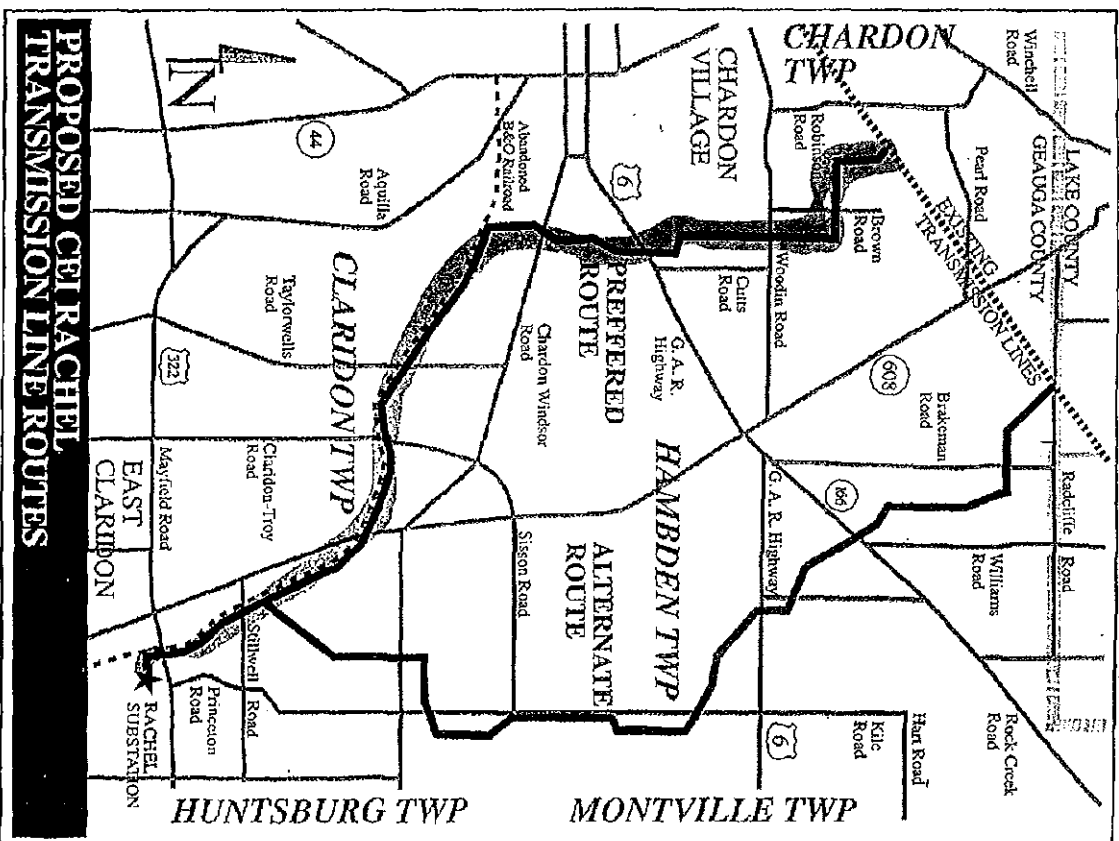 CHARDON
TWP
Winchell
Road
LAKE COUNTY
GEAUGA COUNTY
Pearl Road
EXISTING
TRANSMISSION LINES
Robinson
Road
Brown
Road
CHARDON
VILLAGE
6
Woodin Road
Cutts
Road
G.A.R.
Highway
608
Brakeman
Road
Radcliffe Road
166
Williams
Road
G.A.R. Highway
Rock Creek
Road
Hart Road
Kile
Road
6
PREFFERED
ROUTE
HAMBDEN TWP
ALTERNATE
ROUTE
MONTVILLE TWP
Abandoned
B&O Railroad
Chardon Windsor
Road
Sisson Road
N
44
Aquilla
Road
CLARIDON TWP
Taylorwells
Road
322
Claridon-Troy
Road
Mayfield Road
EAST
CLARIDON
Stillwell Road
Princeton
Road
RACHEL
SUBSTATION
HUNTSBURG TWP
PROPOSED CEI RACHEL
TRANSMISSION LINE ROUTES